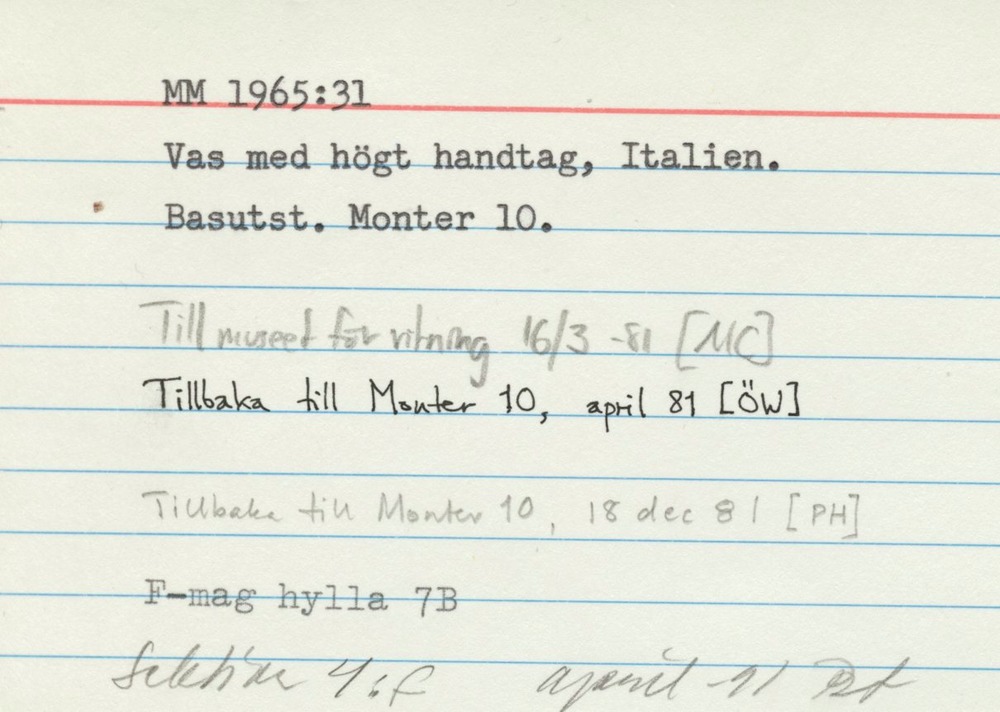 MM 1965:31
Vas med högt handtag, Italien.
Basutst. Monter 10.
Till museet för ritning 16/3 -81 [MC]
Tillbaka till Monter 10, april 81 [ÖW]
Tillbaka till Monter 10, 18 dec 81 [PH]
F-mag hylla 7B
Sektion april -91